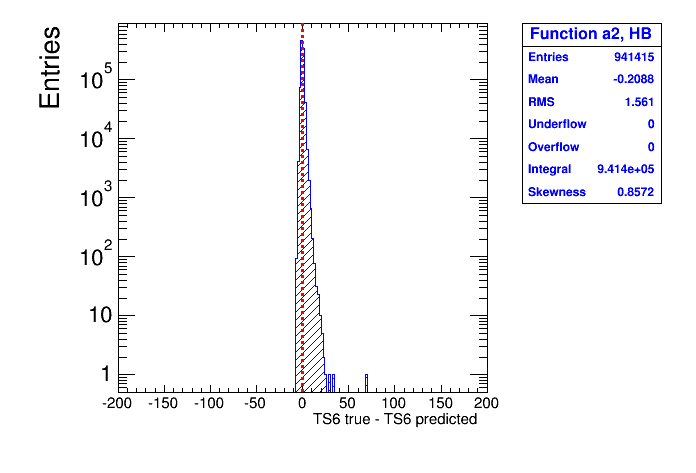 Function a2, HB
Entries 941415
Mean -0.2088
RMS 1.561
Underflow 0
Overflow 0
Integral 9.414e+05
Skewness 0.8572
Entries
10^5
10^4
10^3
10^2
10
1
-200 -150 -100 -50 0 50 100 150 200
TS6 true - TS6 predicted